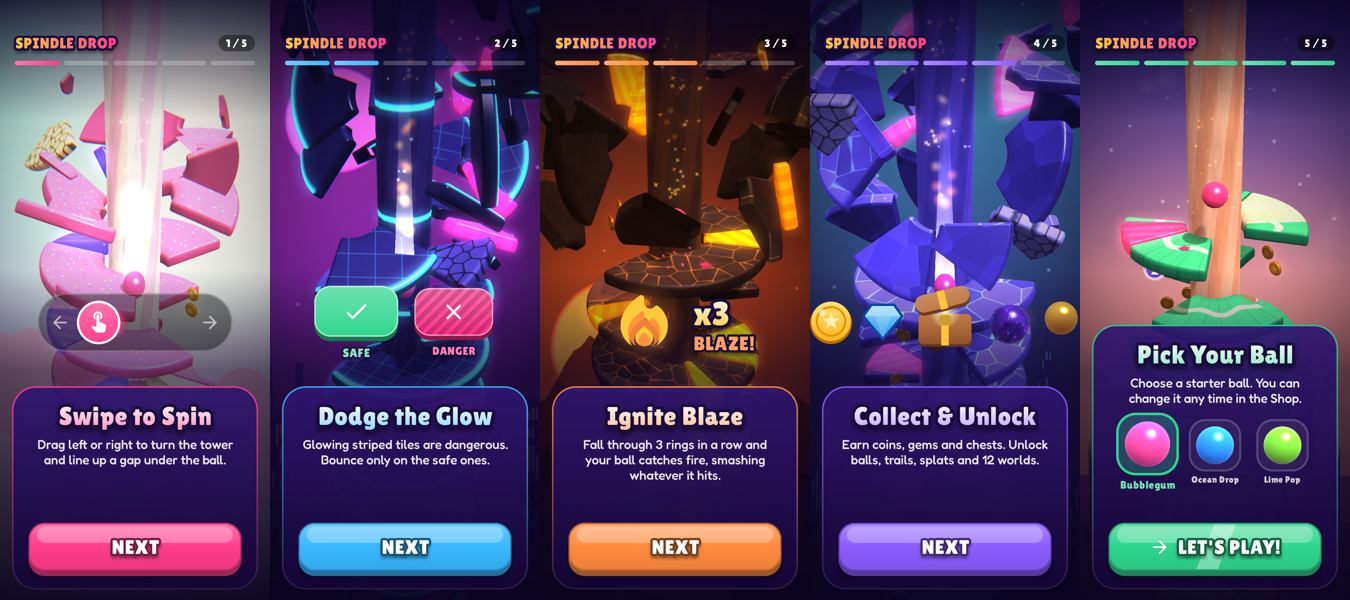 SPINDLE DROP
1 / 5
Swipe to Spin
Drag left or right to turn the tower
and line up a gap under the ball.
NEXT
SPINDLE DROP
2 / 5
SAFE
DANGER
Dodge the Glow
Glowing striped tiles are dangerous.
Bounce only on the safe ones.
NEXT
SPINDLE DROP
3 / 5
x3
BLAZE!
Ignite Blaze
Fall through 3 rings in a row and
your ball catches fire, smashing
whatever it hits.
NEXT
SPINDLE DROP
4 / 5
Collect & Unlock
Earn coins, gems and chests. Unlock
balls, trails, splats and 12 worlds.
NEXT
SPINDLE DROP
5 / 5
Pick Your Ball
Choose a starter ball. You can
change it any time in the Shop.
Bubblegum
Ocean Drop
Lime Pop
LET'S PLAY!